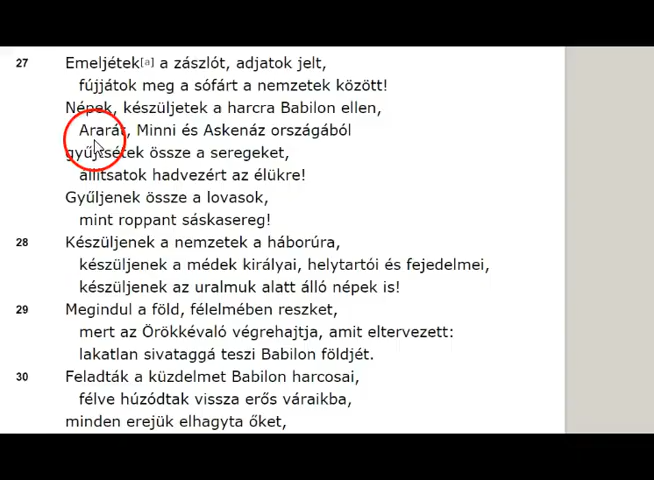 27 Emeljétek[a] a zászlót, adjatok jelt,
fújjátok meg a sófárt a nemzetek között!
Népek, készüljetek a harcra Babilon ellen,
Ararát, Minni és Askenáz országából
gyűjtsétek össze a seregeket,
állítsatok hadvezért az élükre!
Gyűljenek össze a lovasok,
mint roppant sáskasereg!
28 Készüljenek a nemzetek a háborúra,
készüljenek a médek királyai, helytartói és fejedelmei,
készüljenek az uralmuk alatt álló népek is!
29 Megindul a föld, félelmében reszket,
mert az Örökkévaló végrehajtja, amit eltervezett:
lakatlan sivataggá teszi Babilon földjét.
30 Feladták a küzdelmet Babilon harcosai,
félve húzódtak vissza erős váraikba,
minden erejük elhagyta őket,